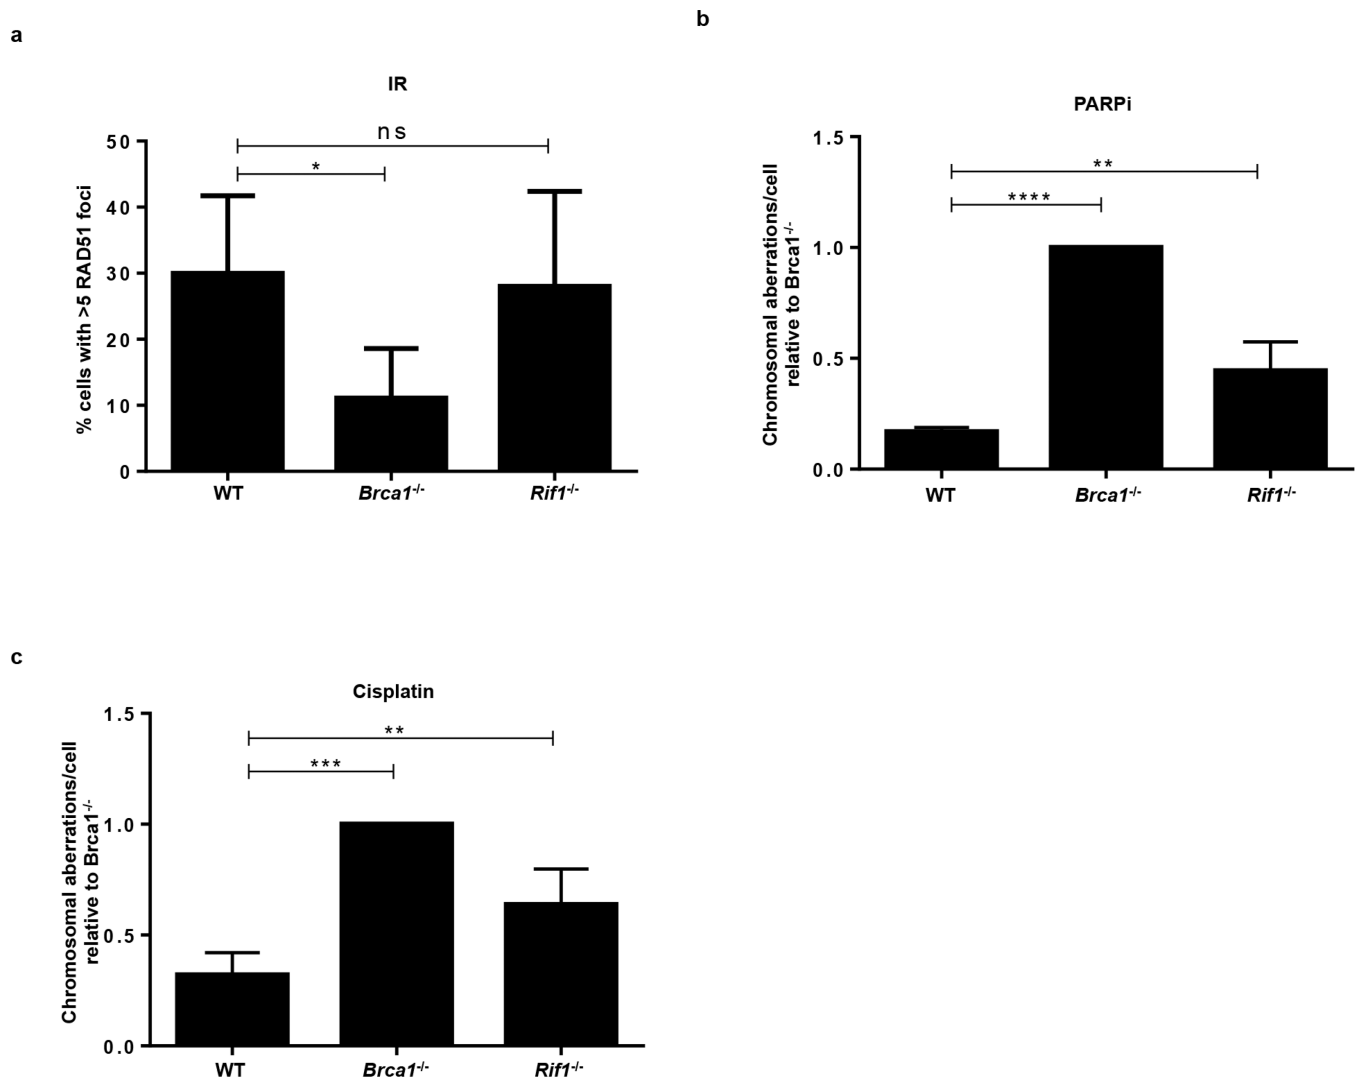 a
IR
% cells with >5 RAD51 foci
50
40
30
20
10
0
ns
*
WT
Brca1-/-
Rif1-/-
b
PARPi
Chromosomal aberrations/cell
relative to Brca1-/-
1.5
1.0
0.5
0.0
**
****
WT
Brca1-/-
Rif1-/-
c
Cisplatin
Chromosomal aberrations/cell
relative to Brca1-/-
1.5
1.0
0.5
0.0
**
***
WT
Brca1-/-
Rif1-/-